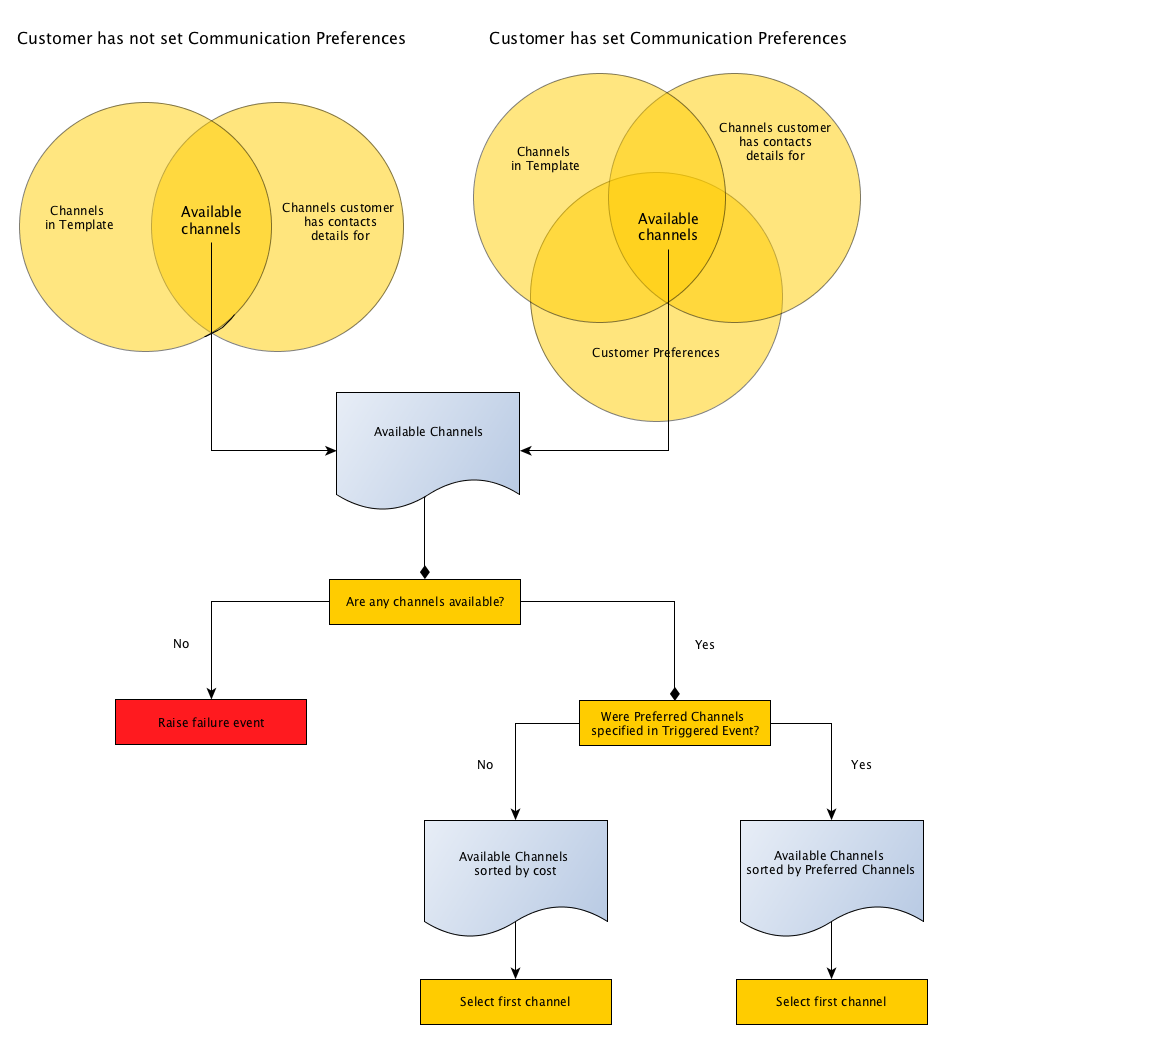 Customer has not set Communication Preferences
Customer has set Communication Preferences
Channels
in Template
Available
channels
Channels customer
has contacts
details for
Channels
in Template
Channels customer
has contacts
details for
Available
channels
Customer Preferences
Available Channels
Are any channels available?
No
Yes
Raise failure event
Were Preferred Channels
specified in Triggered Event?
No
Yes
Available Channels
sorted by cost
Available Channels
sorted by Preferred Channels
Select first channel
Select first channel